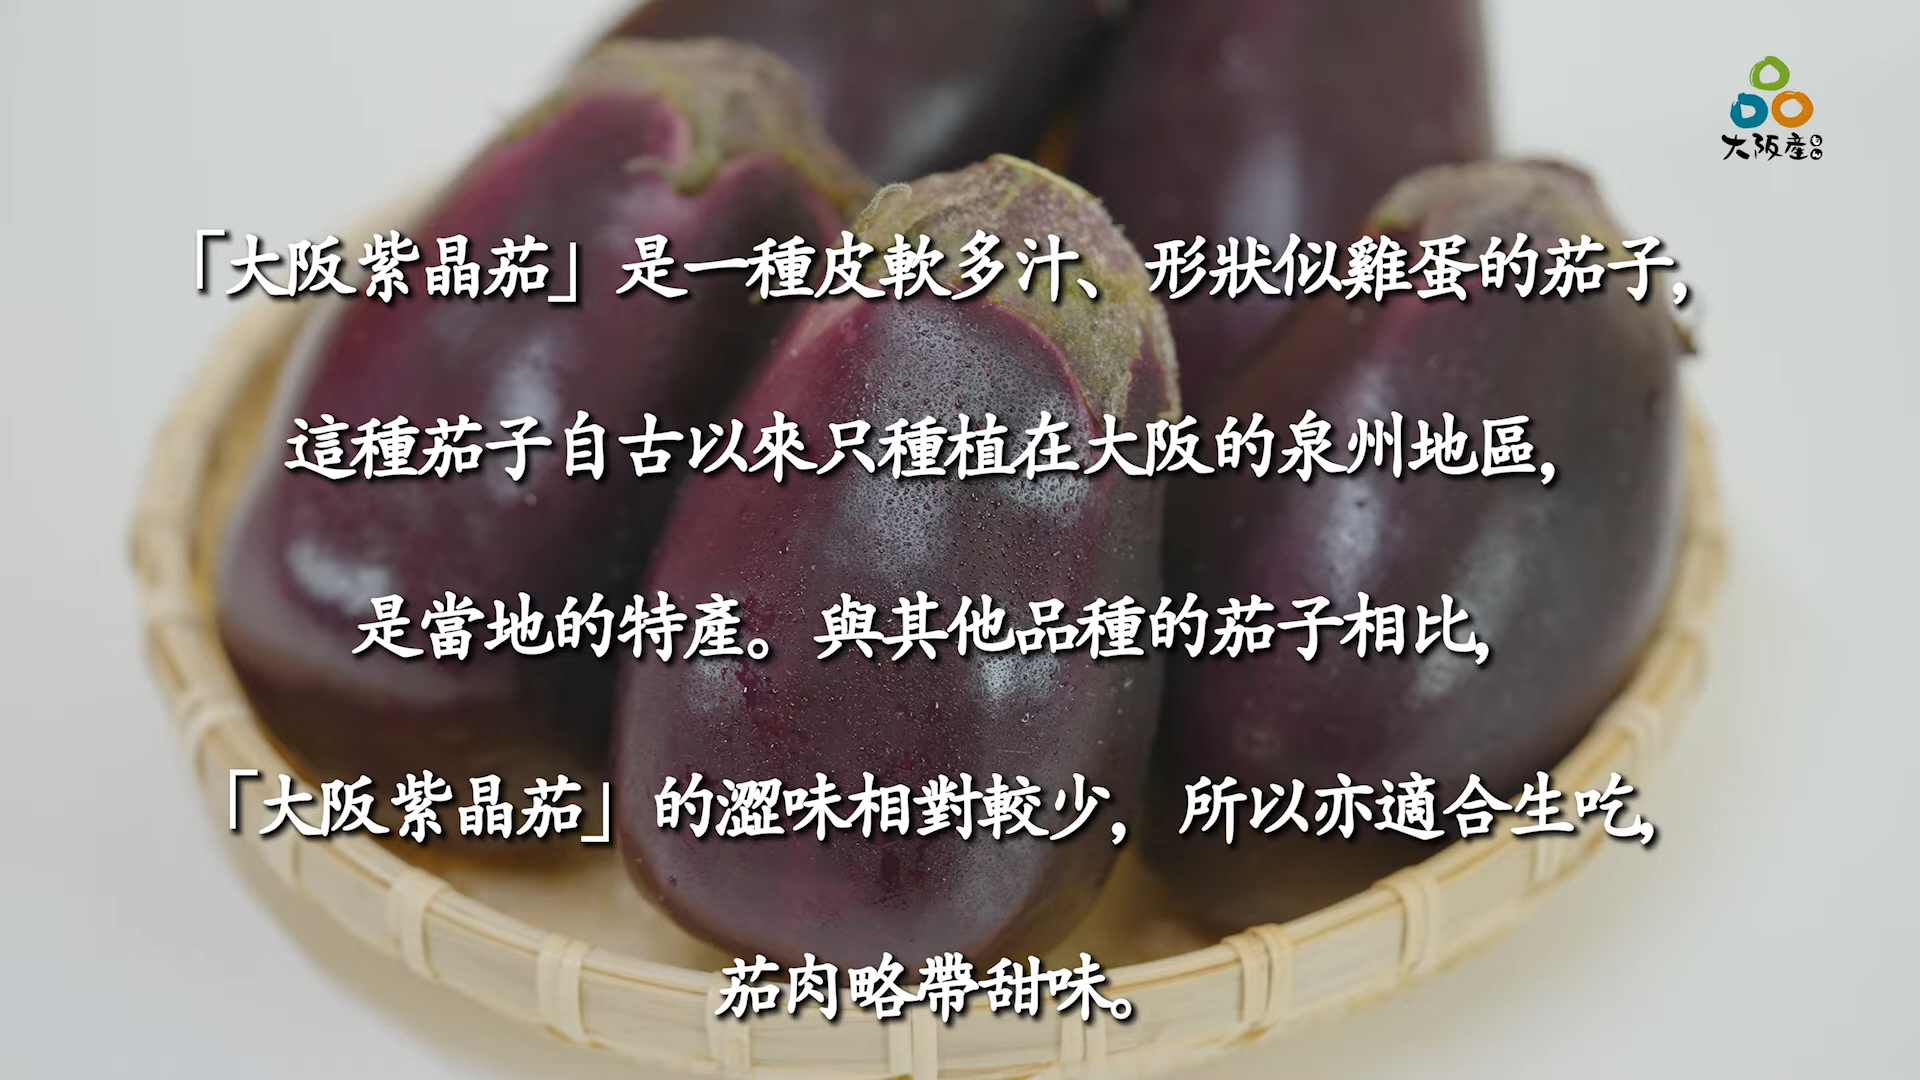 大阪産もん
「大阪紫晶茄」是一種皮軟多汁、形狀似雞蛋的茄子,
這種茄子自古以來只種植在大阪的泉州地區,
是當地的特產。與其他品種的茄子相比,
「大阪紫晶茄」的澀味相對較少，所以亦適合生吃,
茄肉略帶甜味。